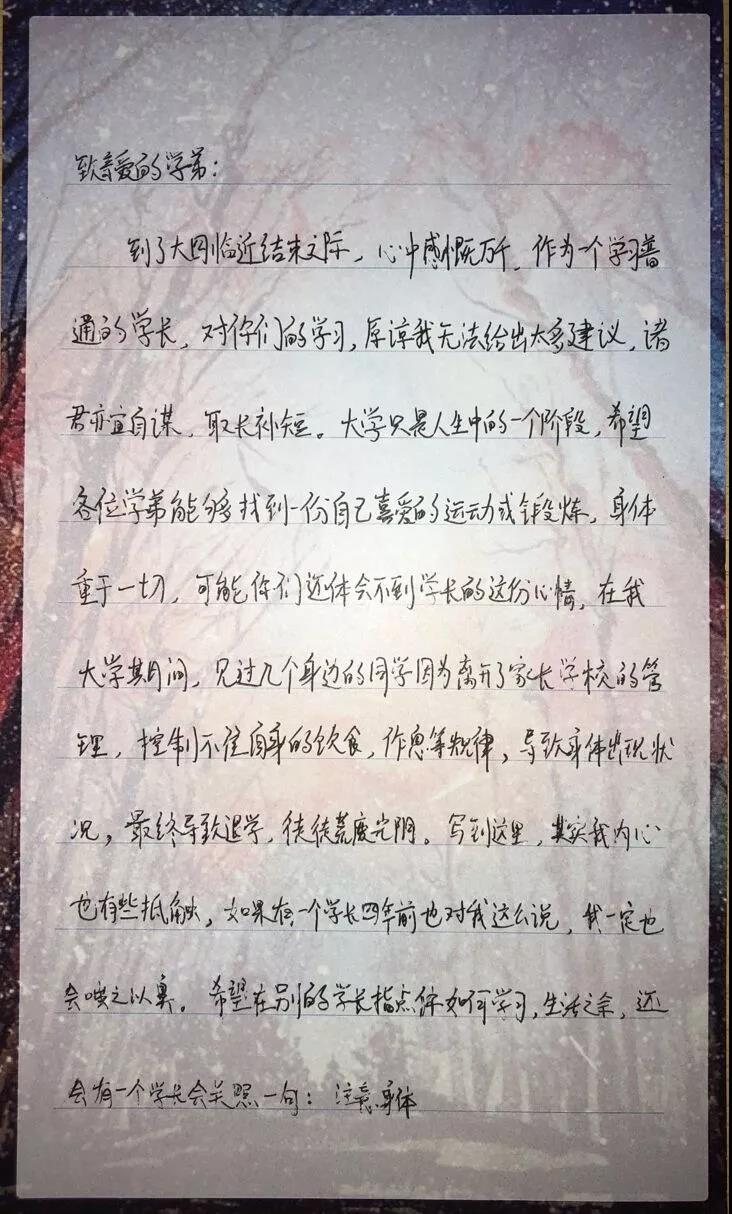 致亲爱的学弟：
到了大四临近结束之际，心中感慨万千，作为一个学习普
通的学长，对你们的学习，原谅我无法给出太多建议，诸
君亦宜自谋，取长补短。大学只是人生中的一个阶段，希望
各位学弟能够找到一份自己喜爱的运动或锻炼，身体
重于一切，可能你们还体会不到学长的这份心情，在我
大学期间，见过几个身边的同学因为离开了家长学校的管
理，控制不住自身的饮食，作息等规律，导致身体出现状
况，最终导致退学，徒徒荒废光阴。写到这里，其实我内心
也有些抵触，如果有一个学长四年前也对我这么说，我一定也
会嗤之以鼻。希望在别的学长指点你如何学习，生活之余，还
会有一个学长会关照一句：注意身体